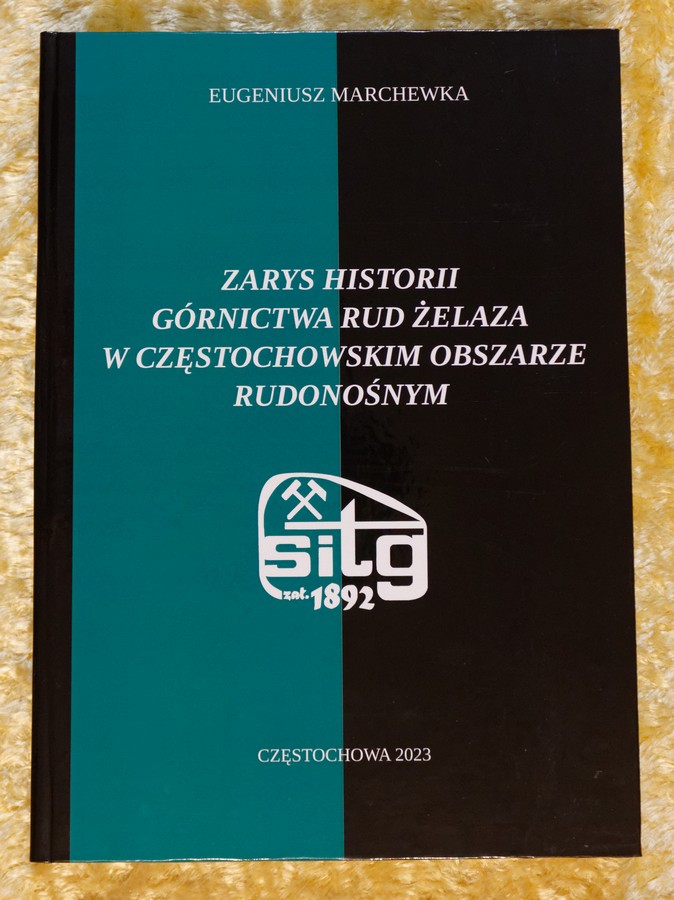 EUGENIUSZ MARCHEWKA
ZARYS HISTORII
GÓRNICTWA RUD ŻELAZA
W CZĘSTOCHOWSKIM OBSZARZE
RUDONOŚNYM
sitg
zał. 1892
CZĘSTOCHOWA 2023